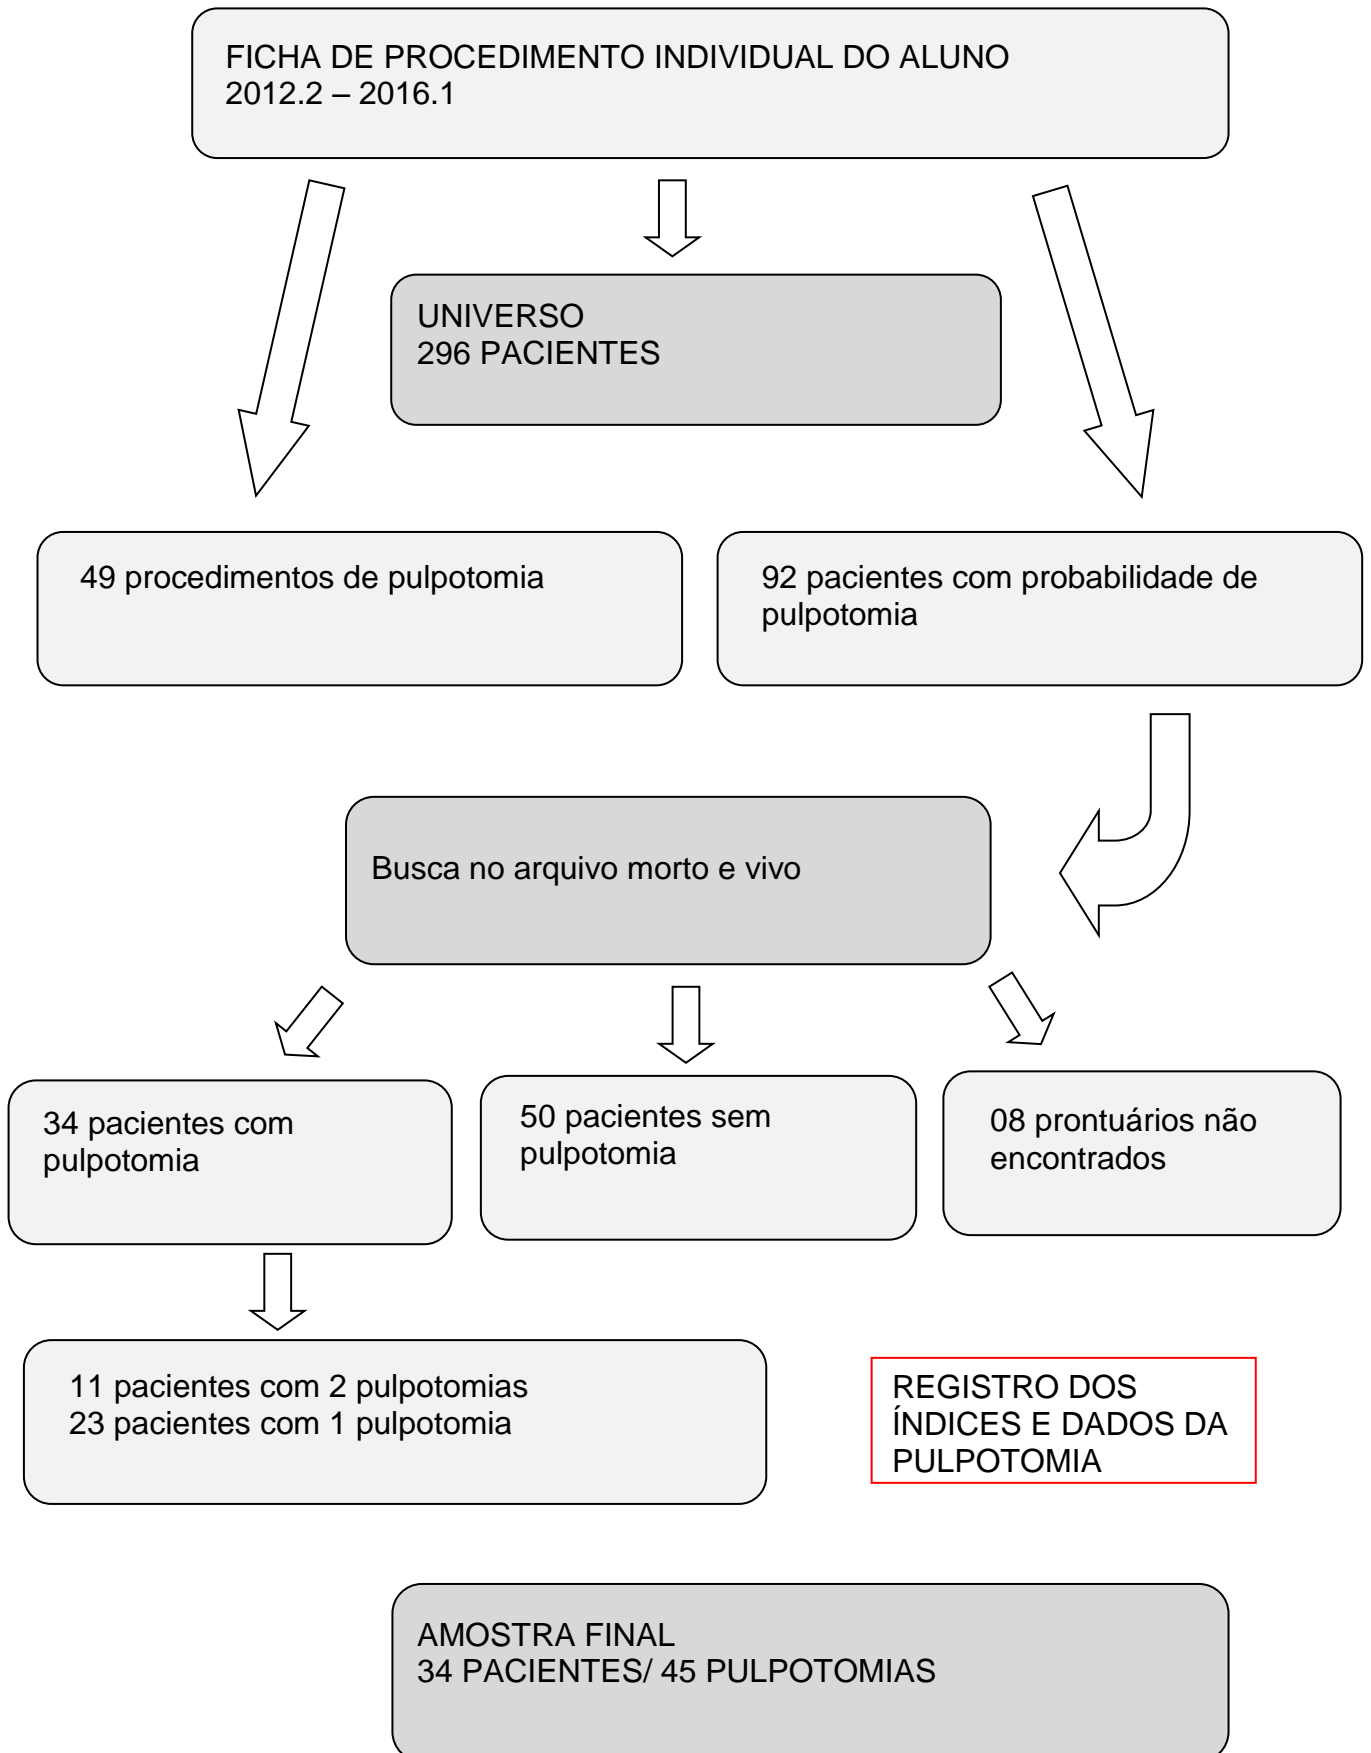 FICHA DE PROCEDIMENTO INDIVIDUAL DO ALUNO
2012.2 – 2016.1
UNIVERSO
296 PACIENTES
49 procedimentos de pulpotomia
92 pacientes com probabilidade de
pulpotomia
Busca no arquivo morto e vivo
34 pacientes com
pulpotomia
50 pacientes sem
pulpotomia
08 prontuários não
encontrados
11 pacientes com 2 pulpotomias
23 pacientes com 1 pulpotomia
REGISTRO DOS
ÍNDICES E DADOS DA
PULPOTOMIA
AMOSTRA FINAL
34 PACIENTES/ 45 PULPOTOMIAS